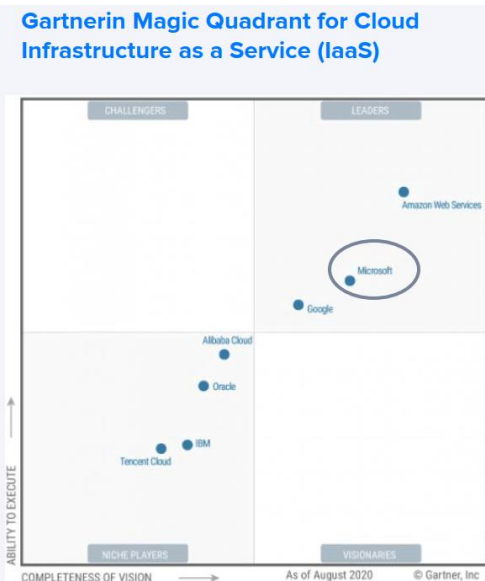 Gartnerin Magic Quadrant for Cloud
Infrastructure as a Service (IaaS)
CHALLENGERS
LEADERS
Amazon Web Services
Microsoft
Google
Alibaba Cloud
Oracle
IBM
Tencent Cloud
ABILITY TO EXECUTE
NICHE PLAYERS
VISIONARIES
COMPLETENESS OF VISION
As of August 2020
© Gartner, Inc